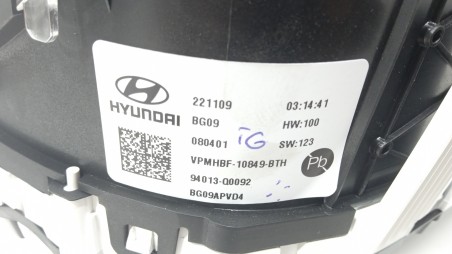 HYUNDAI
221109 03:14:41
BG09 HW:100
080401 TG SW:123
VPMHBF-10849-BTH Pb
94013-Q0092
BG09APVD4